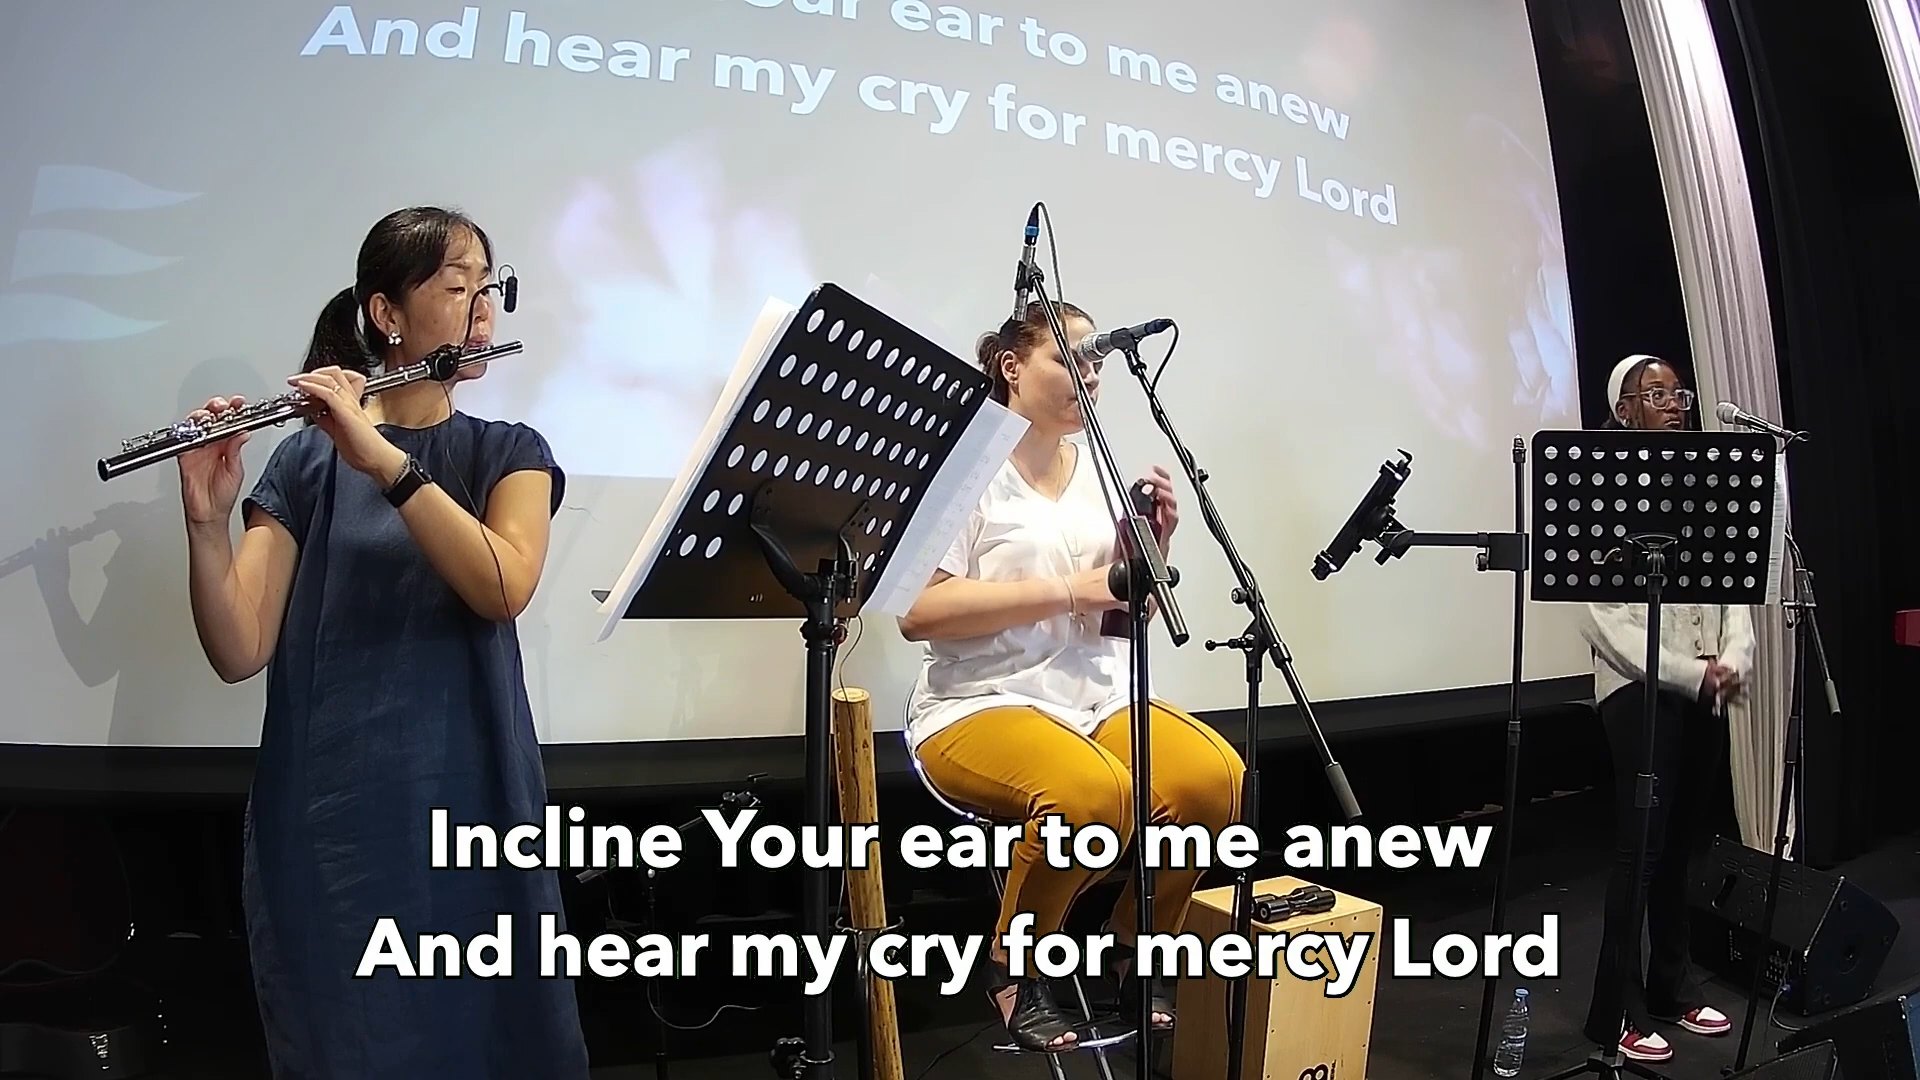 Your ear to me anew
And hear my cry for mercy Lord
Incline Your ear to me anew
And hear my cry for mercy Lord